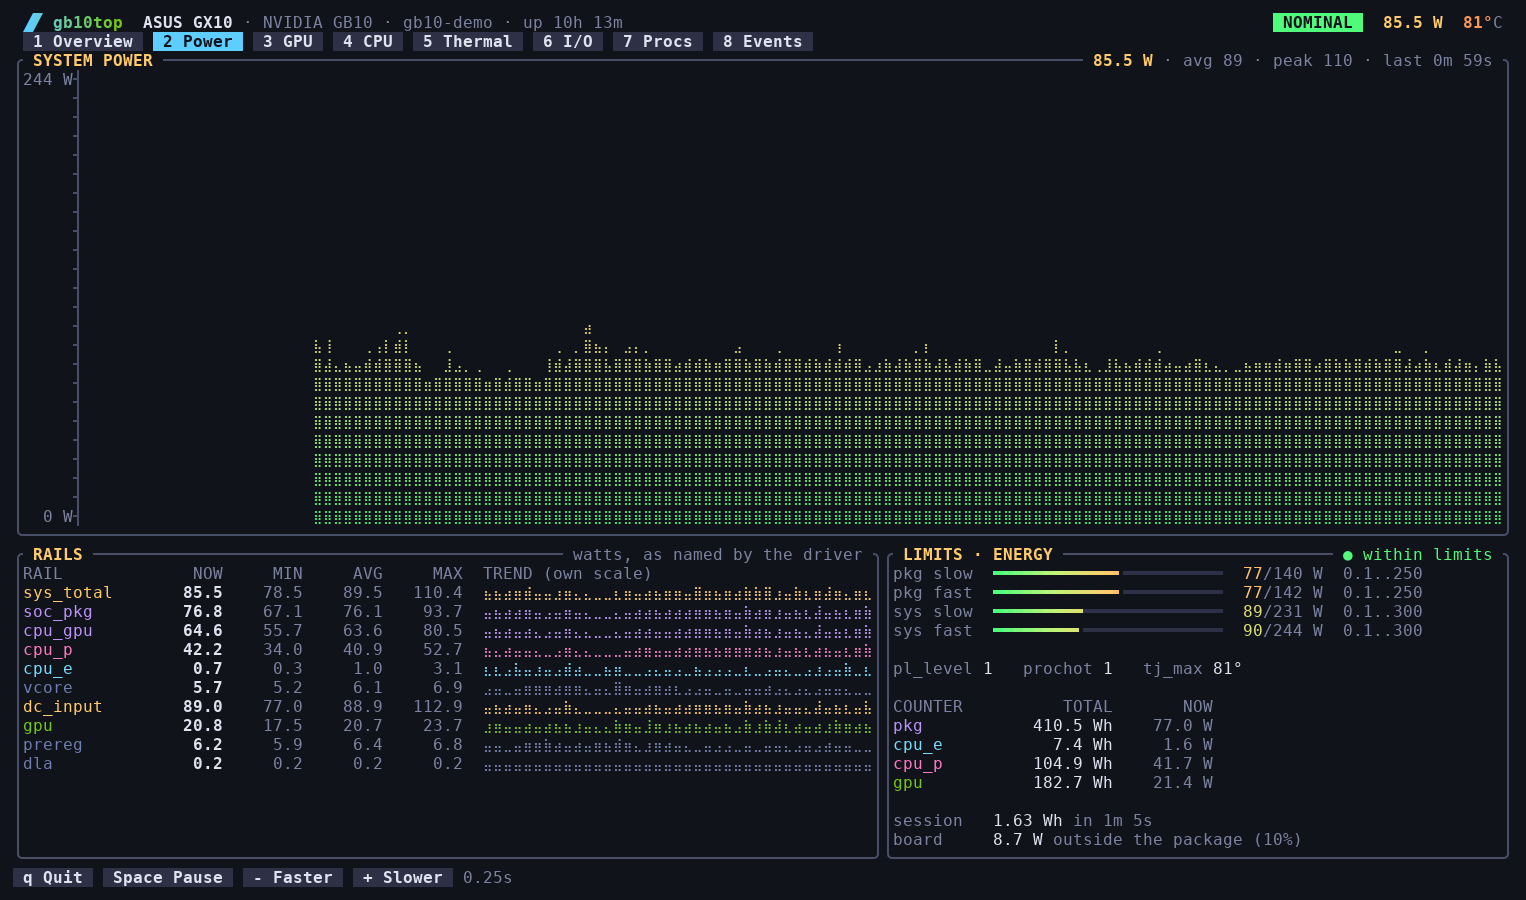 gb10top ASUS GX10 · NVIDIA GB10 · gb10-demo · up 10h 13m NOMINAL 85.5 W 81°C
1 Overview 2 Power 3 GPU 4 CPU 5 Thermal 6 I/O 7 Procs 8 Events
SYSTEM POWER 85.5 W · avg 89 · peak 110 · last 0m 59s
244 W
0 W
RAILS watts, as named by the driver
RAIL NOW MIN AVG MAX TREND (own scale)
sys_total 85.5 78.5 89.5 110.4
soc_pkg 76.8 67.1 76.1 93.7
cpu_gpu 64.6 55.7 63.6 80.5
cpu_p 42.2 34.0 40.9 52.7
cpu_e 0.7 0.3 1.0 3.1
vcore 5.7 5.2 6.1 6.9
dc_input 89.0 77.0 88.9 112.9
gpu 20.8 17.5 20.7 23.7
prereg 6.2 5.9 6.4 6.8
dla 0.2 0.2 0.2 0.2
LIMITS · ENERGY ● within limits
pkg slow 77/140 W 0.1..250
pkg fast 77/142 W 0.1..250
sys slow 89/231 W 0.1..300
sys fast 90/244 W 0.1..300
pl_level 1 prochot 1 tj_max 81°
COUNTER TOTAL NOW
pkg 410.5 Wh 77.0 W
cpu_e 7.4 Wh 1.6 W
cpu_p 104.9 Wh 41.7 W
gpu 182.7 Wh 21.4 W
session 1.63 Wh in 1m 5s
board 8.7 W outside the package (10%)
q Quit Space Pause - Faster + Slower 0.25s